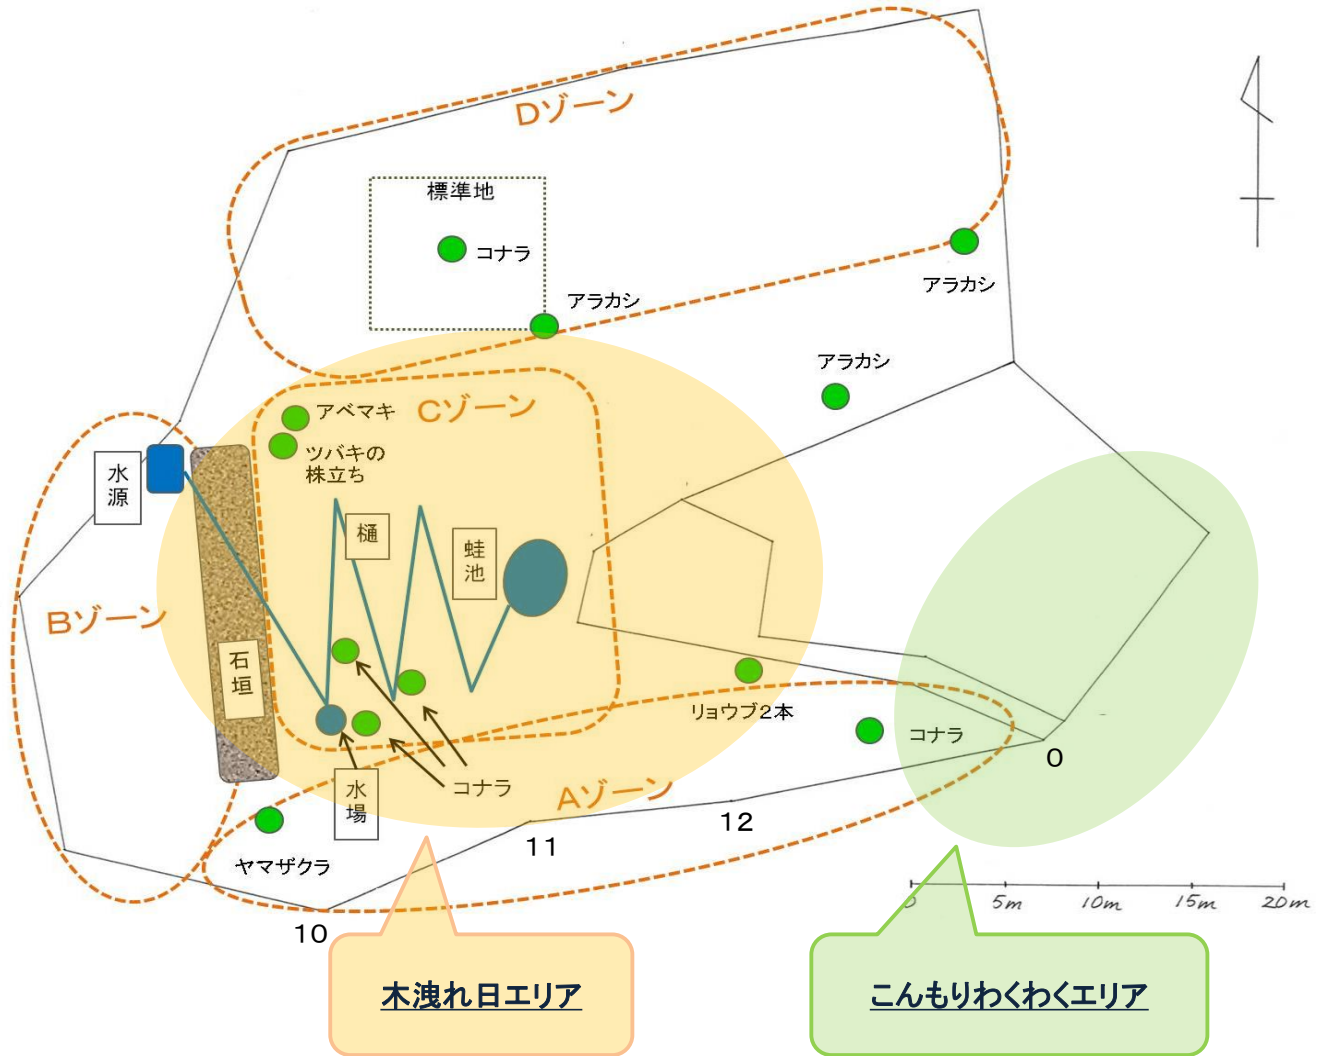 Dゾーン
標準地
コナラ
アラカシ
アラカシ
アラカシ
アベマキ
Cゾーン
ツバキの
株立ち
水源
樋
蛙池
Bゾーン
石垣
リョウブ2本
コナラ
0
コナラ
水場
Aゾーン
12
11
ヤマザクラ
10
0
5m
10m
15m
20m
木洩れ日エリア
こんもりわくわくエリア